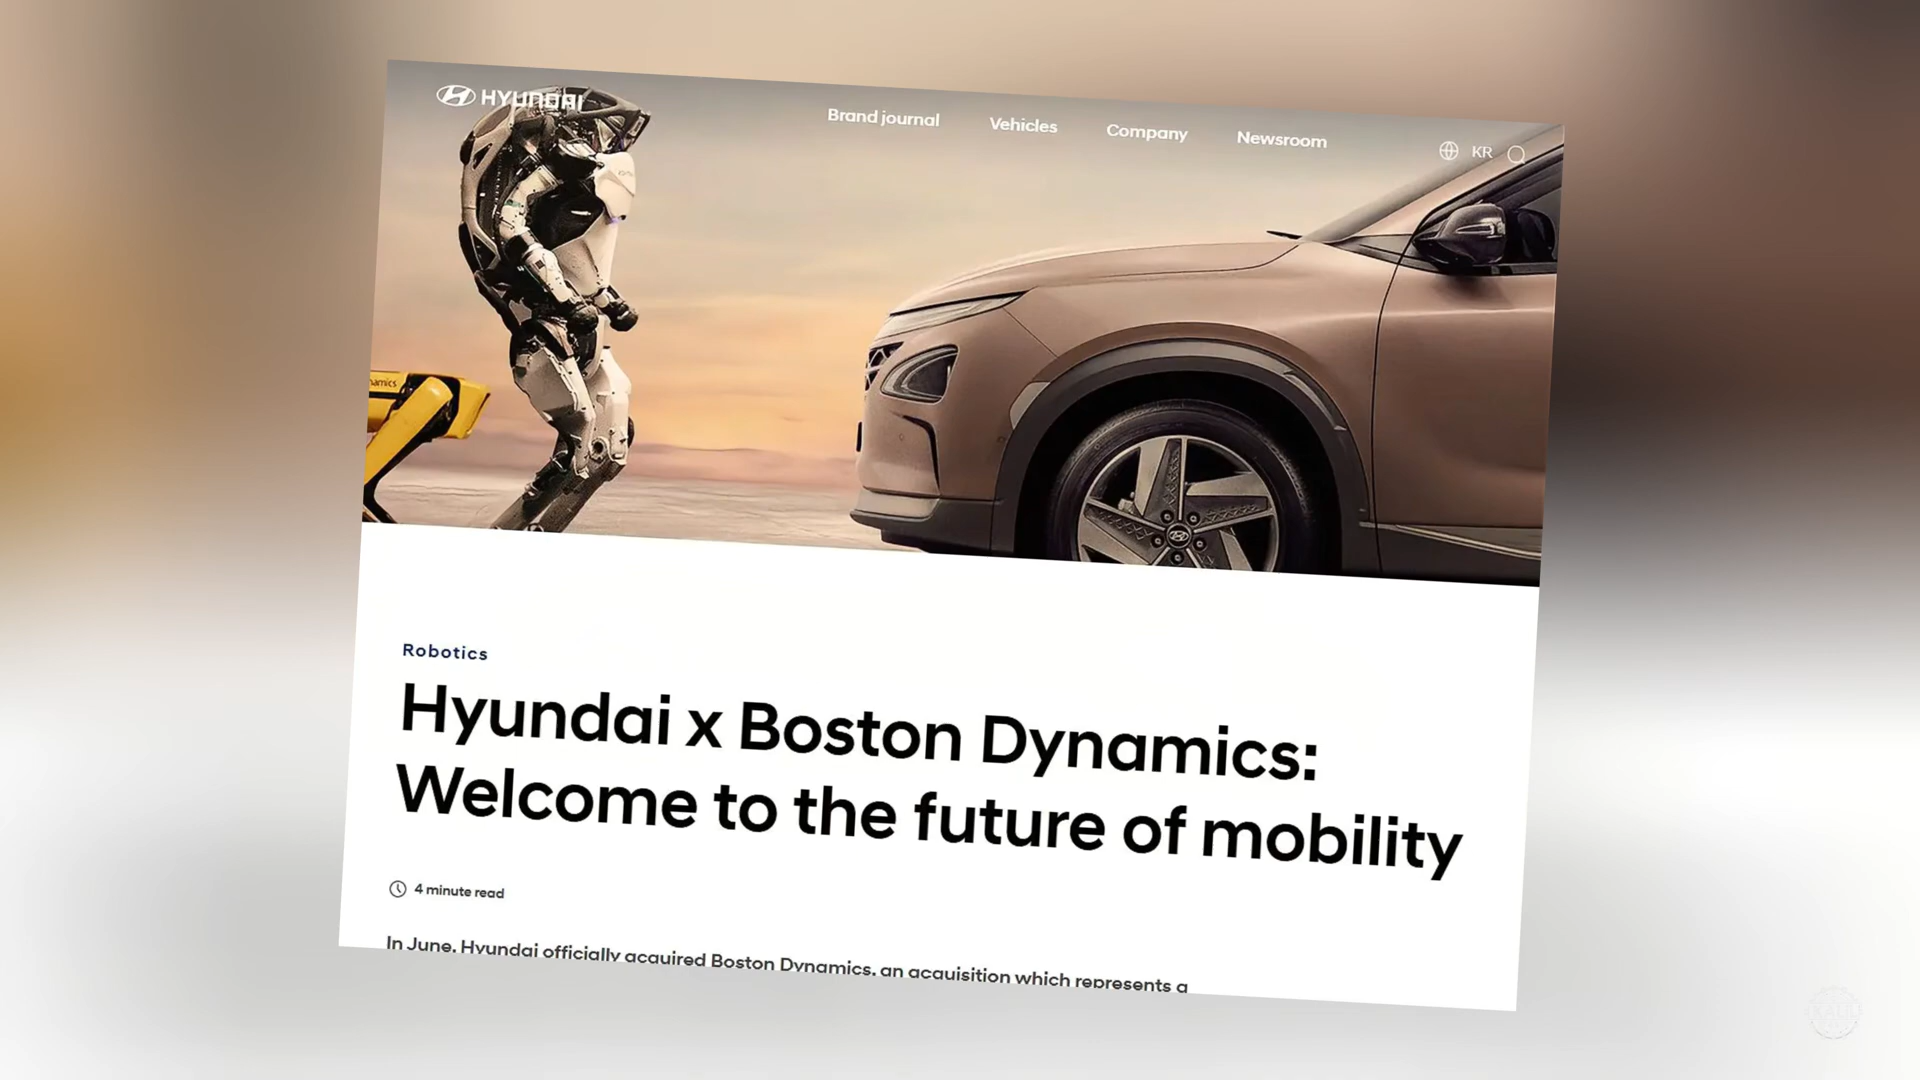 HYUNDAI
Brand journal
Vehicles
Company
Newsroom
KR
namics
Robotics
Hyundai x Boston Dynamics:
Welcome to the future of mobility
4 minute read
In June, Hyundai officially acquired Boston Dynamics, an acquisition which represents a